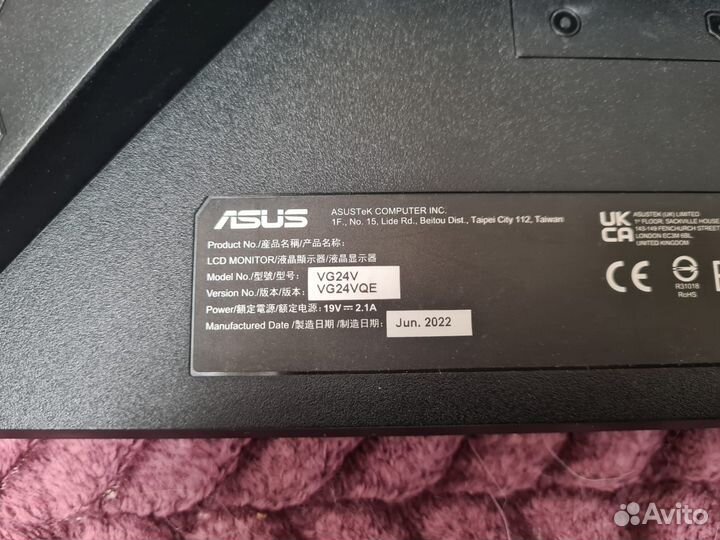 ASUS
ASUSTeK COMPUTER INC.
1F., No. 15, Lide Rd., Beitou Dist., Taipei City 112, Taiwan
Product No./產品名稱/产品名称:
LCD MONITOR/液晶顯示器/液晶显示器
Model No./型號/型号: VG24V
Version No./版本/版本: VG24VQE
Power/額定電源/额定电源: 19V⎓2.1A
Manufactured Date /製造日期 /制造日期: Jun. 2022
UK
CA
ASUSTEK (UK) LIMITED
1ST FLOOR, SACKVILLE HOUSE
143-149 FENCHURCH STREET
LONDON EC3M 6BL,
UNITED KINGDOM
CE
R31018
RoHS
Avito